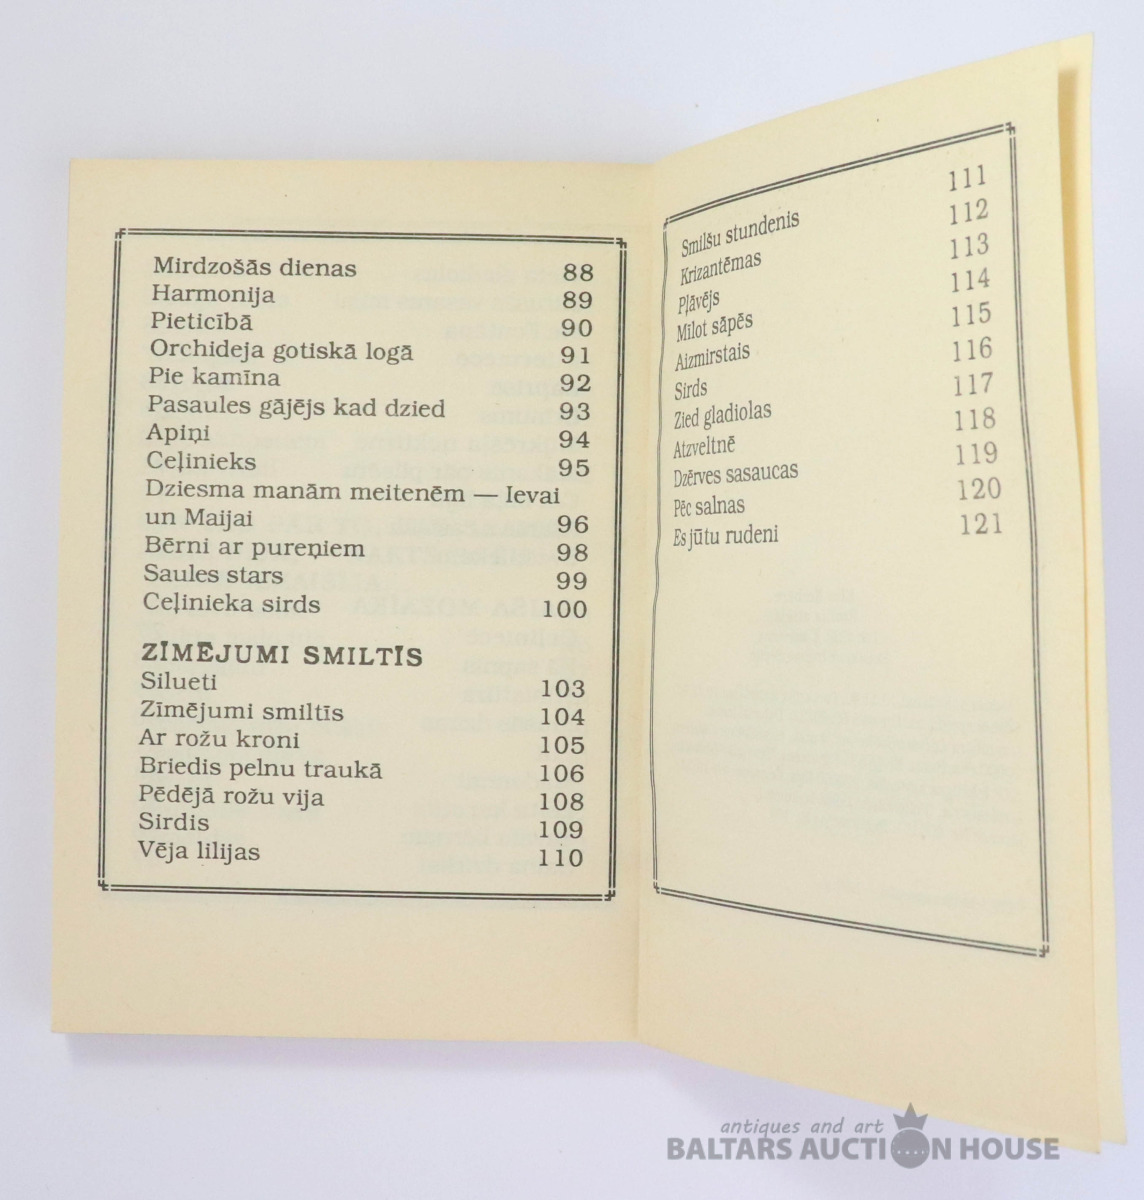 Mirdzošās dienas 88
Harmonija 89
Pieticībā 90
Orchideja gotiskā logā 91
Pie kamīna 92
Pasaules gājējs kad dzied 93
Apiņi 94
Ceļinieks 95
Dziesma manām meitenēm — Ievai
un Maijai 96
Bērni ar pureņiem 98
Saules stars 99
Ceļinieka sirds 100
ZĪMĒJUMI SMILTĪS
Silueti 103
Zīmējumi smiltīs 104
Ar rožu kroni 105
Briedis pelnu traukā 106
Pēdējā rožu vija 108
Sirdis 109
Vēja lilijas 110
Smilšu stundenis 111
Krizantēmas 112
Pļāvējs 113
Mīlot sāpēs 114
Aizmirstais 115
Sirds 116
Zied gladiolas 117
Atzveltnē 118
Dzērves sasaucas 119
Pēc salnas 120
Es jūtu rudeni 121
antiques and art
BALTARS AUCTION HOUSE